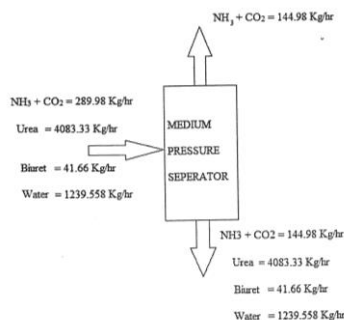 NH3 + CO2 = 144.98 Kg/hr
NH3 + CO2 = 289.98 Kg/hr
Urea = 4083.33 Kg/hr
Biuret = 41.66 Kg/hr
Water = 1239.558 Kg/hr
MEDIUM
PRESSURE
SEPERATOR
NH3 + CO2 = 144.98 Kg/hr
Urea = 4083.33 Kg/hr
Biuret = 41.66 Kg/hr
Water = 1239.558 Kg/hr